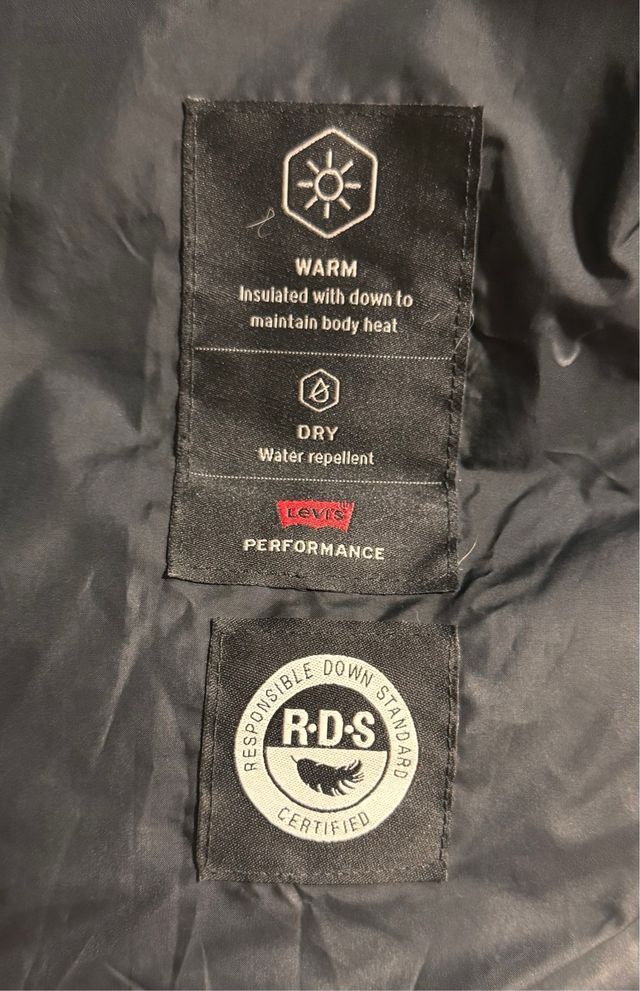 WARM
Insulated with down to
maintain body heat
DRY
Water repellent
Levi's
PERFORMANCE
RESPONSIBLE DOWN STANDARD
R·D·S
CERTIFIED